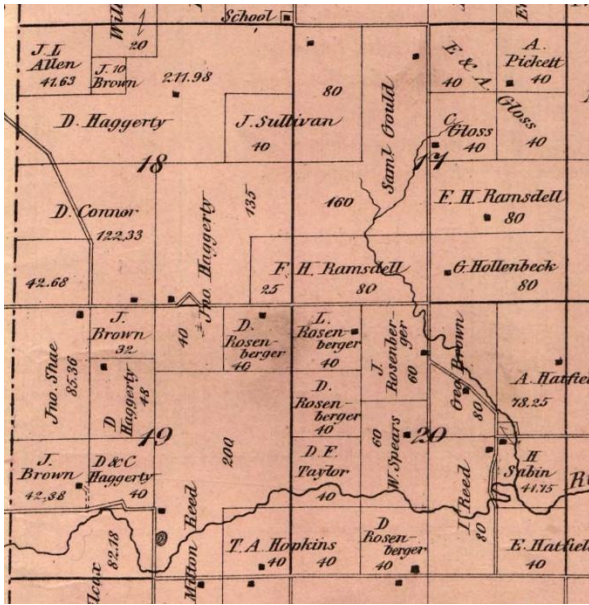 School
J. L
Allen
41.63
20
J. 10
Brown
211.98
D. Haggerty
J. Sullivan
40
80
Saml Gould
E & A. Gloss
40
A.
Pickett
40
C
Gloss
40
40
18
17
D. Connor
122.33
Jno Haggerty
135
160
F. H. Ramsdell
80
42.68
F. H. Ramsdell
25
80
G. Hollenbeck
80
Jno. Shae
85.36
J.
Brown
32
40
D.
Rosen-
berger
40
L.
Rosen-
berger
40
J.
Rosenber-
ger
60
Geo Brown
80
A Hatfield
78.25
D
Haggerty
48
D.
Rosen-
berger
40
19
200
60
W. Spears
20
J.
Brown
42.38
D & C
Haggerty
40
D. F.
Taylor
40
Reed
80
H
Sabin
41.75
82.18
Milton Reed
T. A Hopkins
40
40
D
Rosen-
berger
40
E. Hatfiel
40